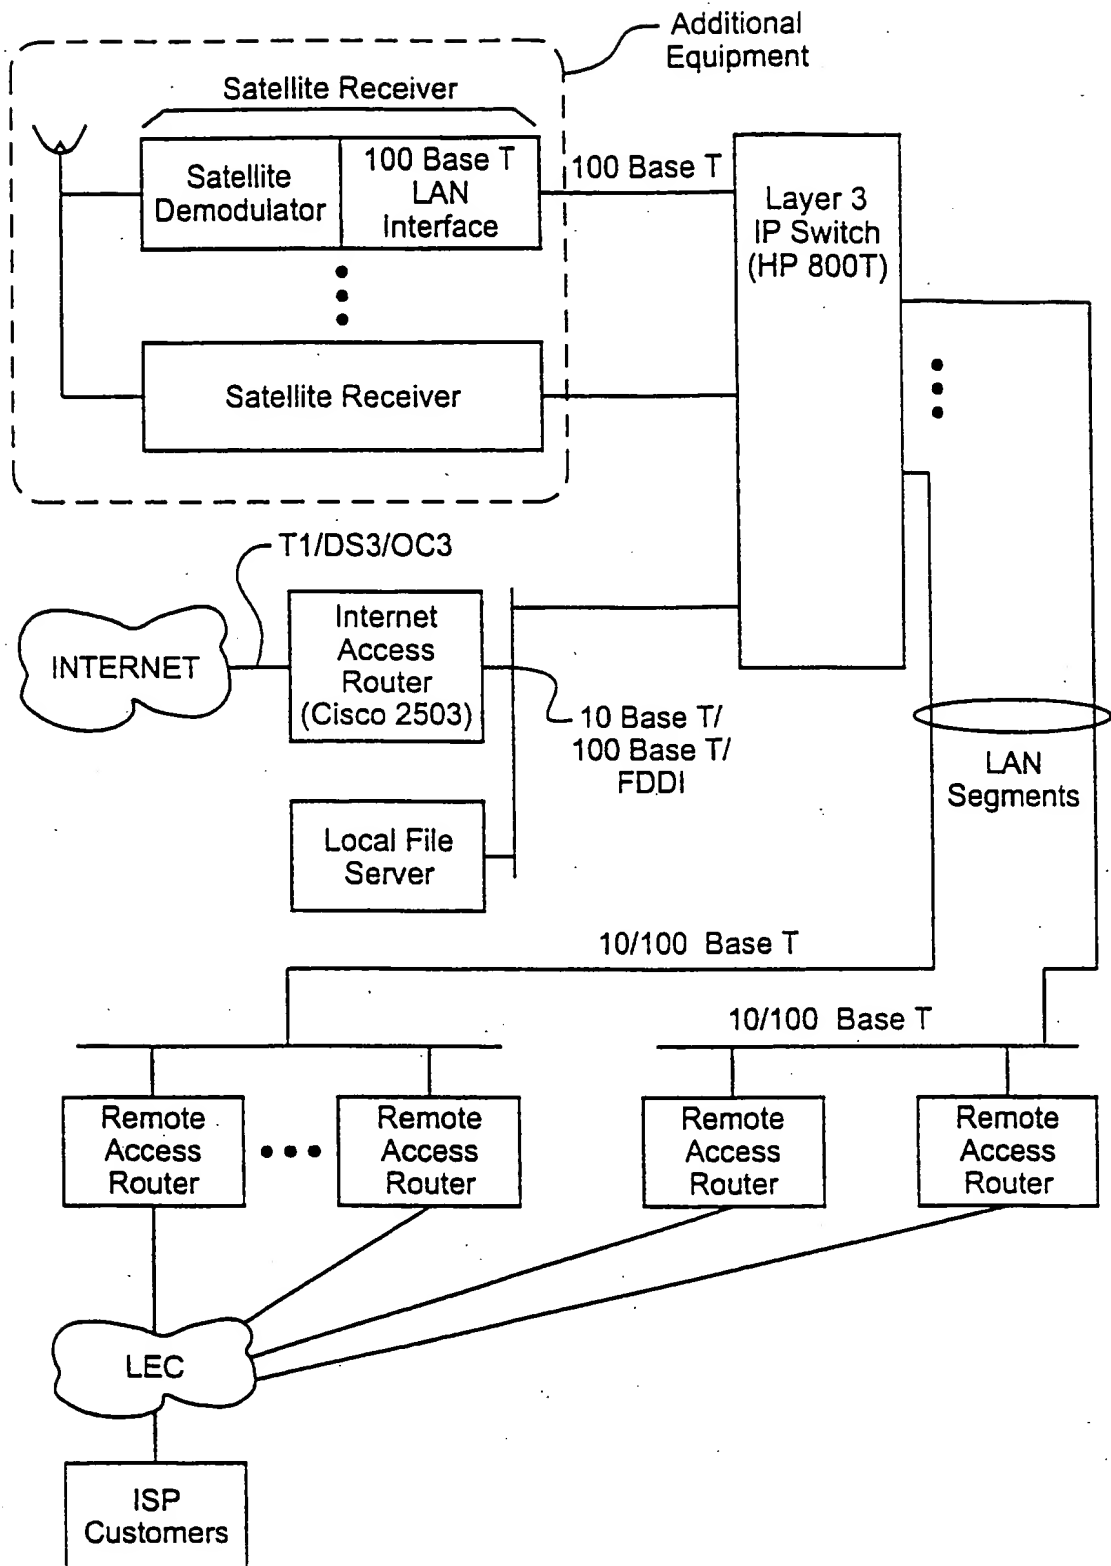 Additional
Equipment
Satellite Receiver
Satellite
Demodulator
100 Base T
LAN
Interface
100 Base T
Layer 3
IP Switch
(HP 800T)
Satellite Receiver
T1/DS3/OC3
INTERNET
Internet
Access
Router
(Cisco 2503)
10 Base T/
100 Base T/
FDDI
LAN
Segments
Local File
Server
10/100 Base T
10/100 Base T
Remote
Access
Router
Remote
Access
Router
Remote
Access
Router
Remote
Access
Router
LEC
ISP
Customers